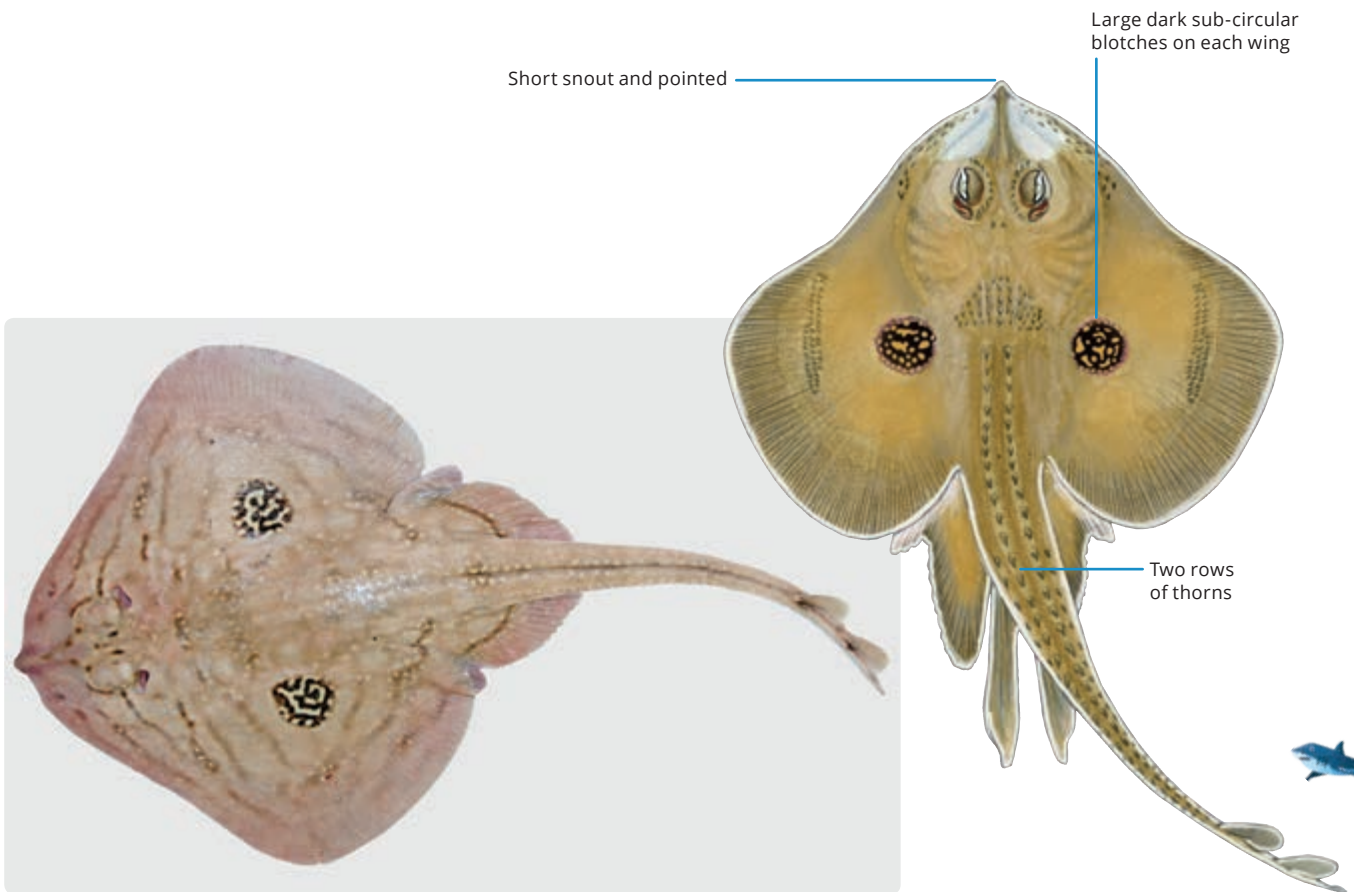 Large dark sub-circular
blotches on each wing
Short snout and pointed
Two rows
of thorns